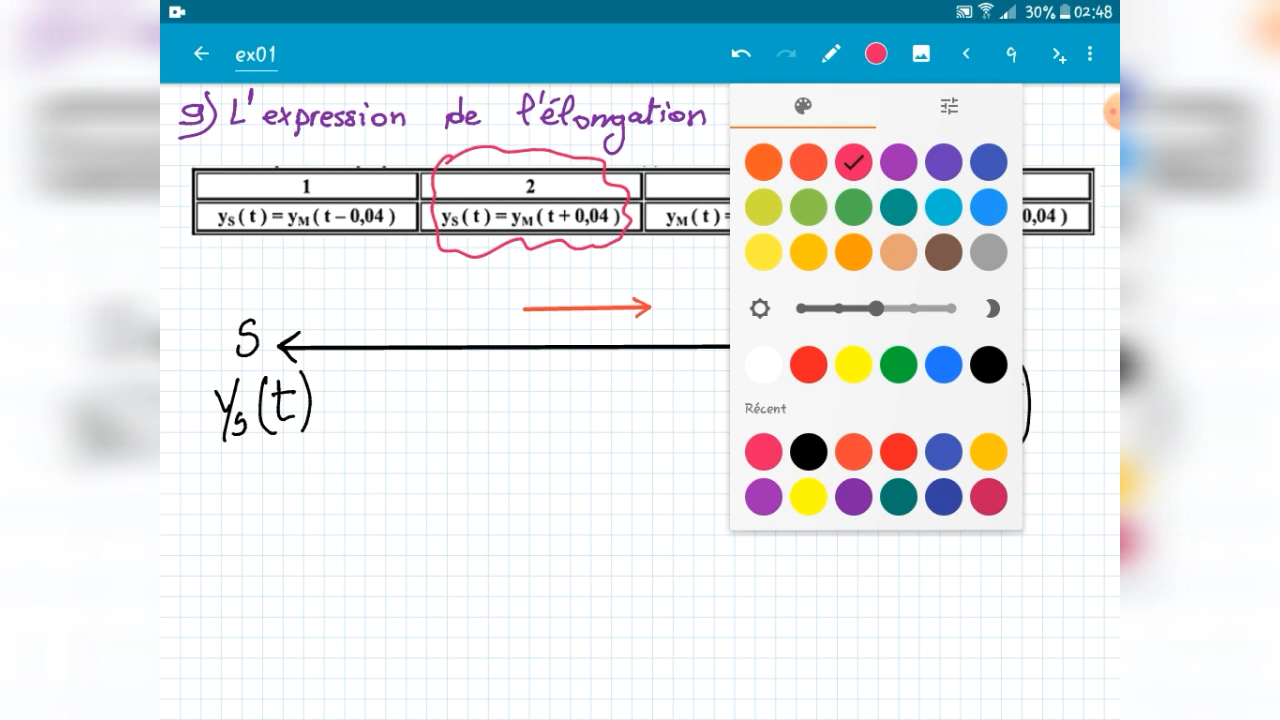 30% 02:48
ex01
9
9) L'expression de l'élongation
1 2
yS ( t ) = yM ( t − 0,04 ) yS ( t ) = yM ( t + 0,04 ) yM ( t ) = 0,04 )
S
yS(t) )
Récent